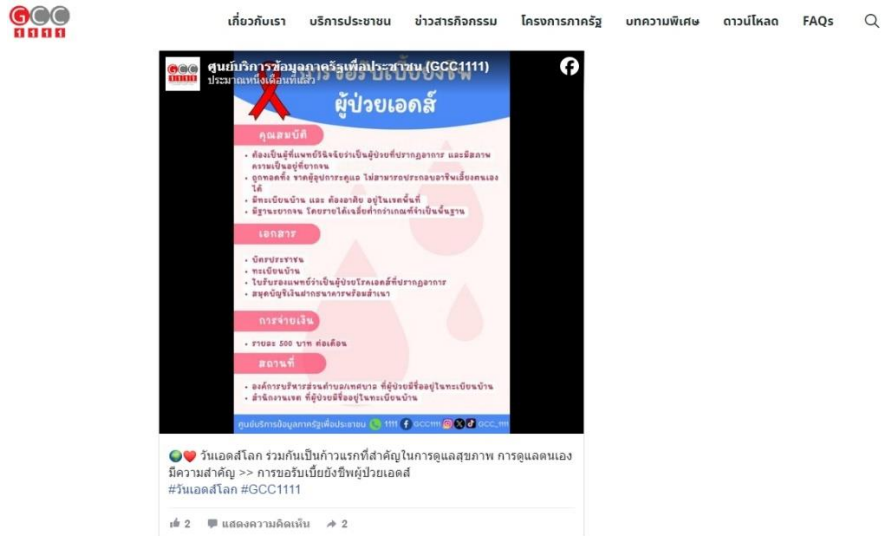 GCC
1111
เกี่ยวกับเรา บริการประชาชน ข่าวสารกิจกรรม โครงการภาครัฐ บทความพิเศษ ดาวน์โหลด FAQs
ศูนย์บริการข้อมูลภาครัฐเพื่อประชาชน (GCC1111)
ประมาณหนึ่งเดือนที่แล้ว
การขอรับเบี้ยยังชีพ
ผู้ป่วยเอดส์
คุณสมบัติ
• ต้องเป็นผู้ที่แพทย์วินิจฉัยว่าเป็นผู้ป่วยที่ปรากฏอาการ และมีสภาพ
ความเป็นอยู่ที่ยากจน
• ถูกทอดทิ้ง ขาดผู้อุปการะดูแล ไม่สามารถประกอบอาชีพเลี้ยงตนเอง
ได้
• มีทะเบียนบ้าน และ ต้องอาศัย อยู่ในเขตพื้นที่
• มีฐานะยากจน โดยรายได้เฉลี่ยต่ำกว่าเกณฑ์จำเป็นพื้นฐาน
เอกสาร
• บัตรประชาชน
• ทะเบียนบ้าน
• ใบรับรองแพทย์ว่าเป็นผู้ป่วยโรคเอดส์ที่ปรากฏอาการ
• สมุดบัญชีเงินฝากธนาคารพร้อมสำเนา
การจ่ายเงิน
• รายละ 500 บาท ต่อเดือน
สถานที่
• องค์การบริหารส่วนตำบล/เทศบาล ที่ผู้ป่วยมีชื่ออยู่ในทะเบียนบ้าน
• สำนักงานเขต ที่ผู้ป่วยมีชื่ออยู่ในทะเบียนบ้าน
ศูนย์บริการข้อมูลภาครัฐเพื่อประชาชน 1111 GCC1111 GCC_1111
วันเอดส์โลก ร่วมกันเป็นก้าวแรกที่สำคัญในการดูแลสุขภาพ การดูแลตนเอง
มีความสำคัญ >> การขอรับเบี้ยยังชีพผู้ป่วยเอดส์
#วันเอดส์โลก #GCC1111
2 แสดงความคิดเห็น 2